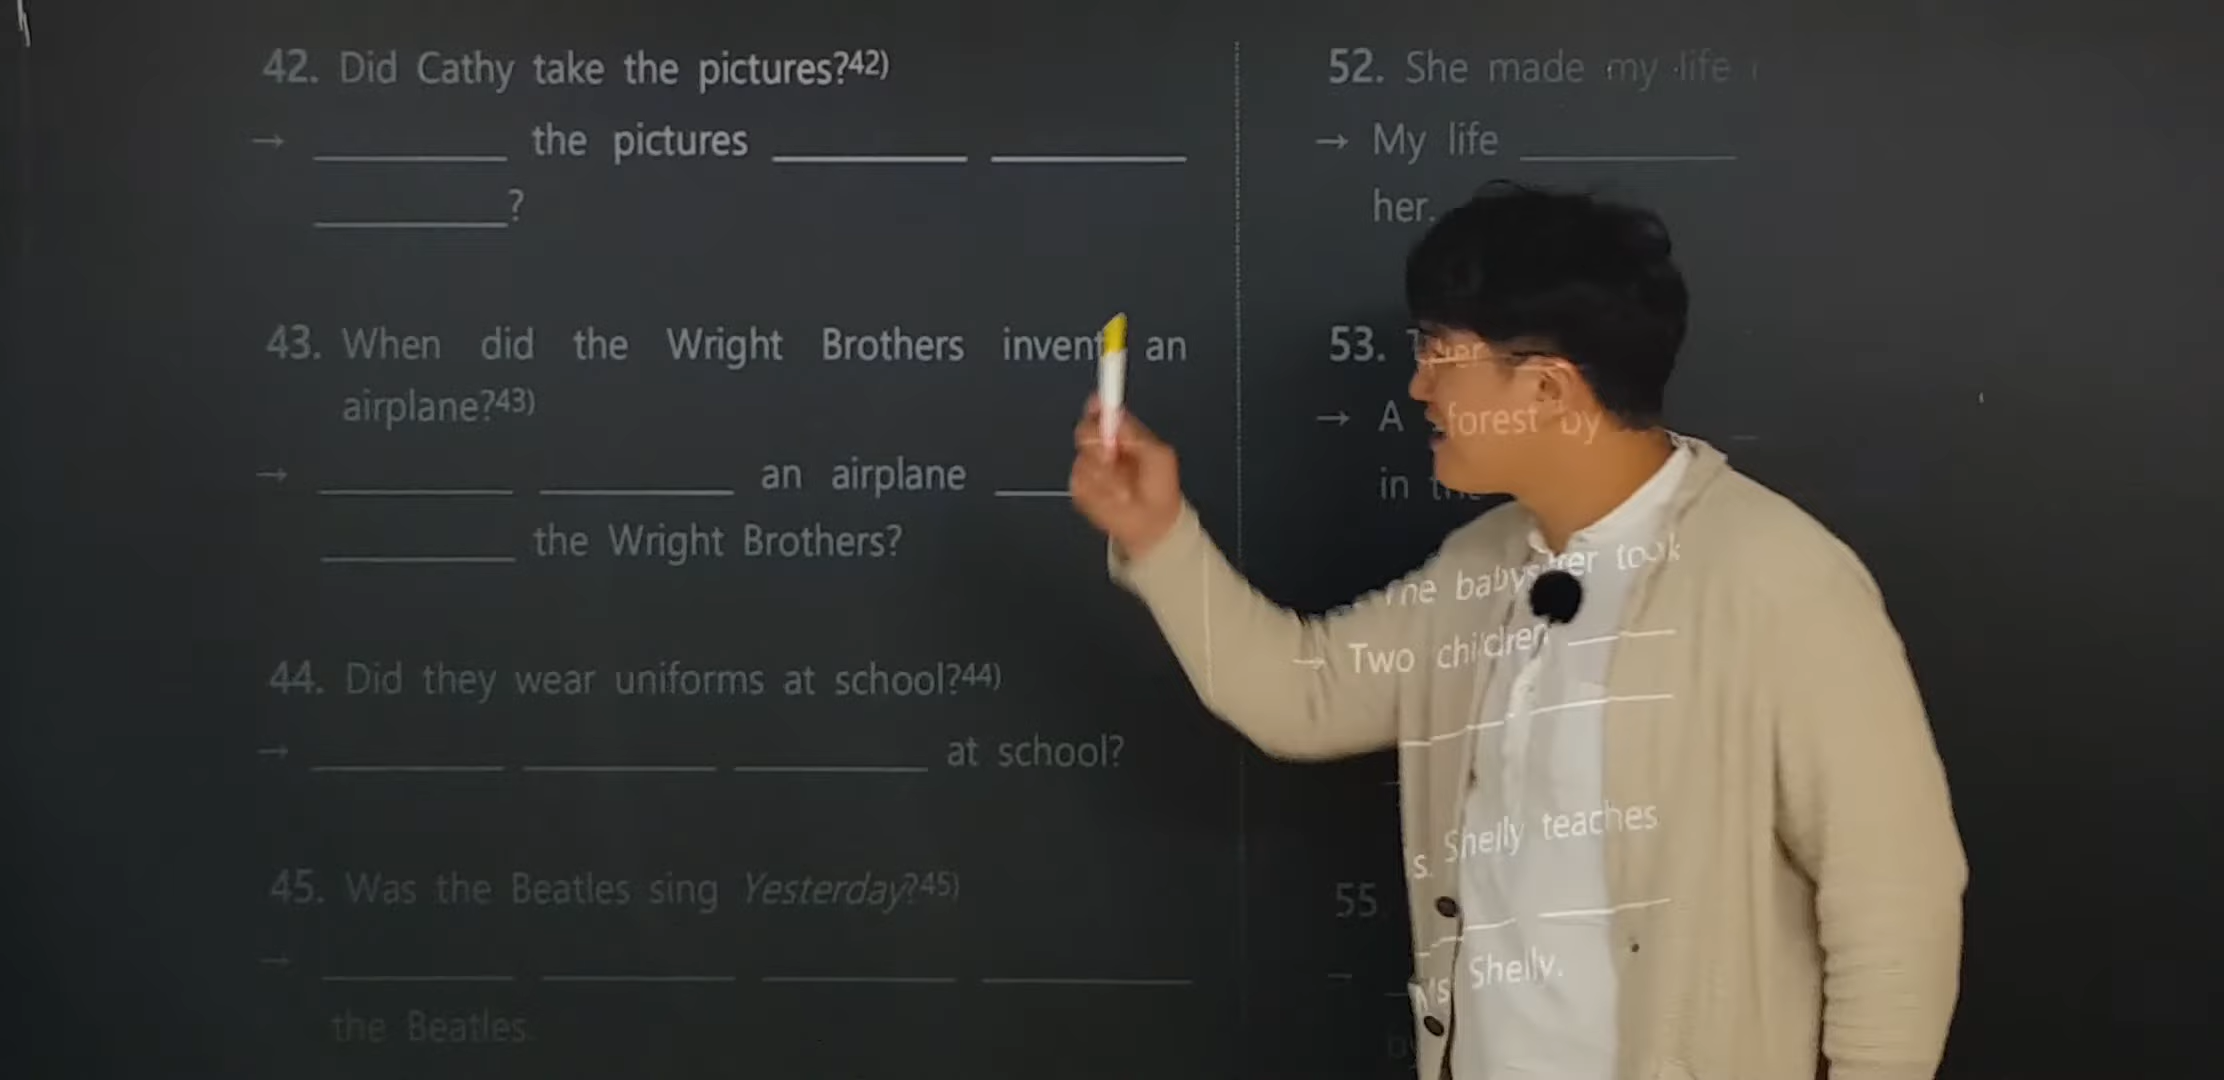 42. Did Cathy take the pictures?42)
→ ________ the pictures ________ ________
________?
43. When did the Wright Brothers invent an
airplane?43)
→ ________ ________ an airplane ____
________ the Wright Brothers?
44. Did they wear uniforms at school?44)
→ ________ ________ ________ at school?
45. Was the Beatles sing Yesterday?45)
→ ________ ________ ________ ________
the Beatles.
52. She made my life
→ My life ________
her.
53.
→ A forest by
in
The babysitter took
→ Two children ____
s. Shelly teaches
55.
Ms. Shelly.